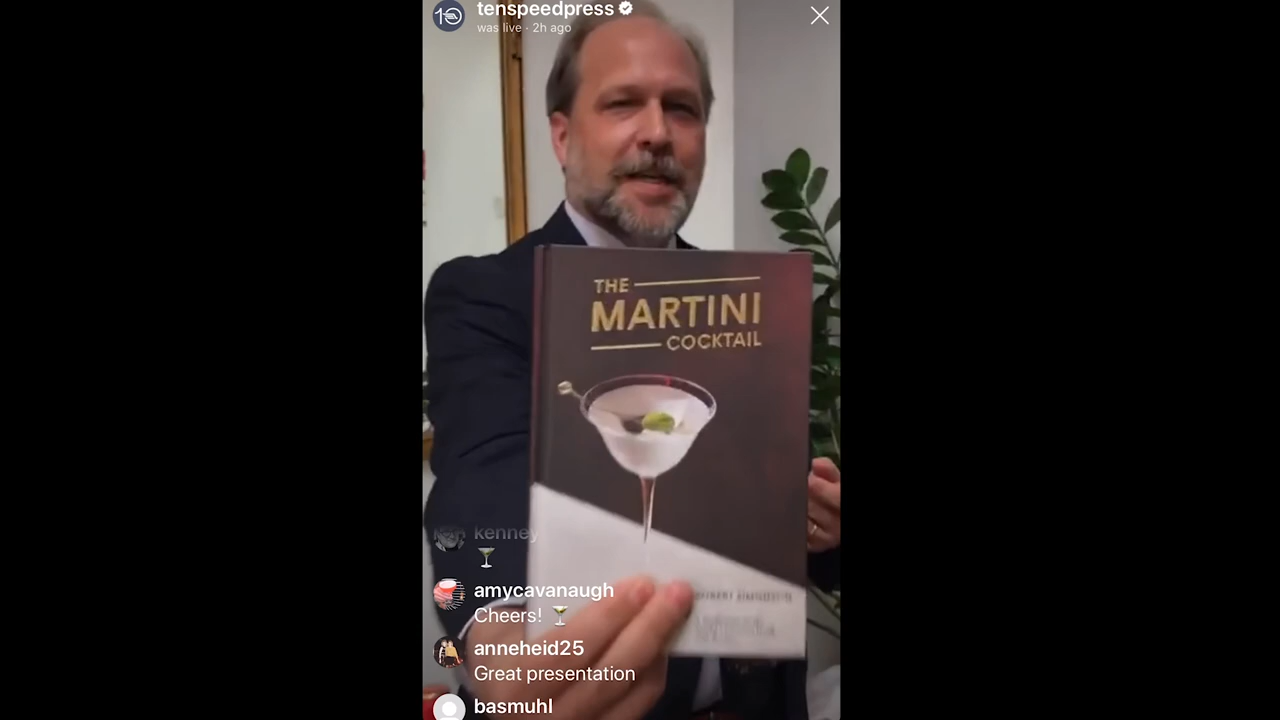 tenspeedpress
was live · 2h ago
THE
MARTINI
COCKTAIL
kenney
amycavanaugh
Cheers! 🍸
anneheid25
Great presentation
basmuhl